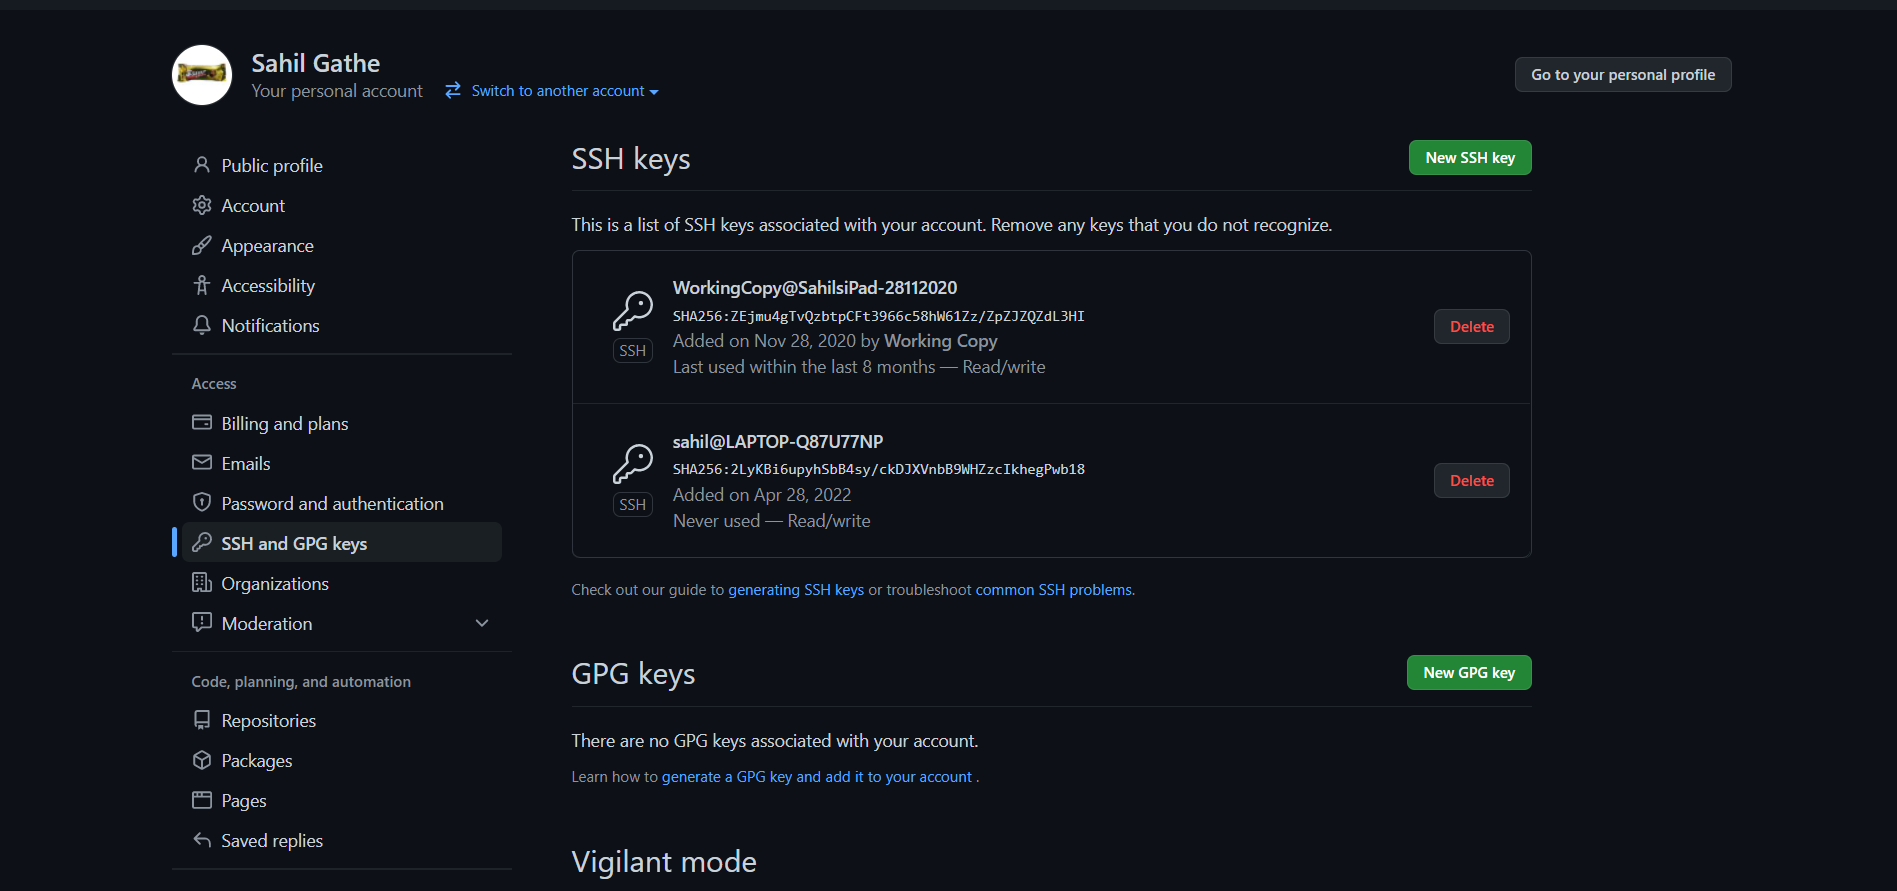 Sahil Gathe
Your personal account
Switch to another account
Go to your personal profile
Public profile
Account
Appearance
Accessibility
Notifications
Access
Billing and plans
Emails
Password and authentication
SSH and GPG keys
Organizations
Moderation
Code, planning, and automation
Repositories
Packages
Pages
Saved replies
SSH keys
New SSH key
This is a list of SSH keys associated with your account. Remove any keys that you do not recognize.
WorkingCopy@SahilsiPad-28112020
SHA256:ZEjmu4gTvQzbtpCFt3966c58hW61Zz/ZpZJZQZdL3HI
Added on Nov 28, 2020 by Working Copy
Last used within the last 8 months — Read/write
SSH
Delete
sahil@LAPTOP-Q87U77NP
SHA256:2LyKBi6upyhSbB4sy/ckDJXVnbB9WHZzcIkhegPwb18
Added on Apr 28, 2022
Never used — Read/write
SSH
Delete
Check out our guide to generating SSH keys or troubleshoot common SSH problems.
GPG keys
New GPG key
There are no GPG keys associated with your account.
Learn how to generate a GPG key and add it to your account .
Vigilant mode